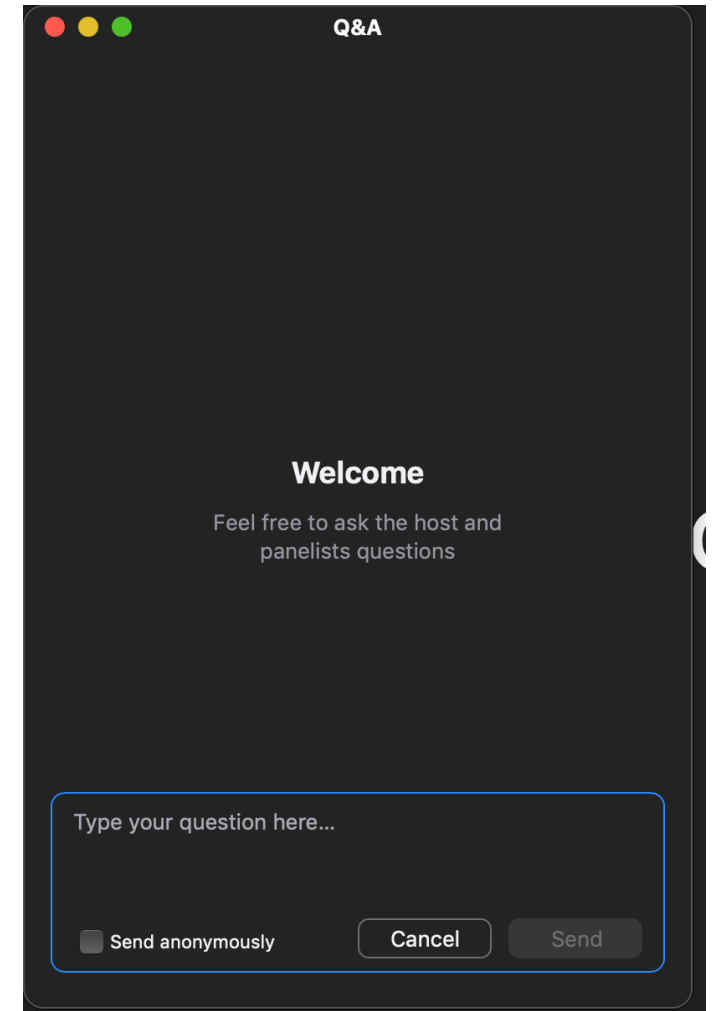 Q&A
Welcome
Feel free to ask the host and
panelists questions
Type your question here...
Send anonymously
Cancel
Send